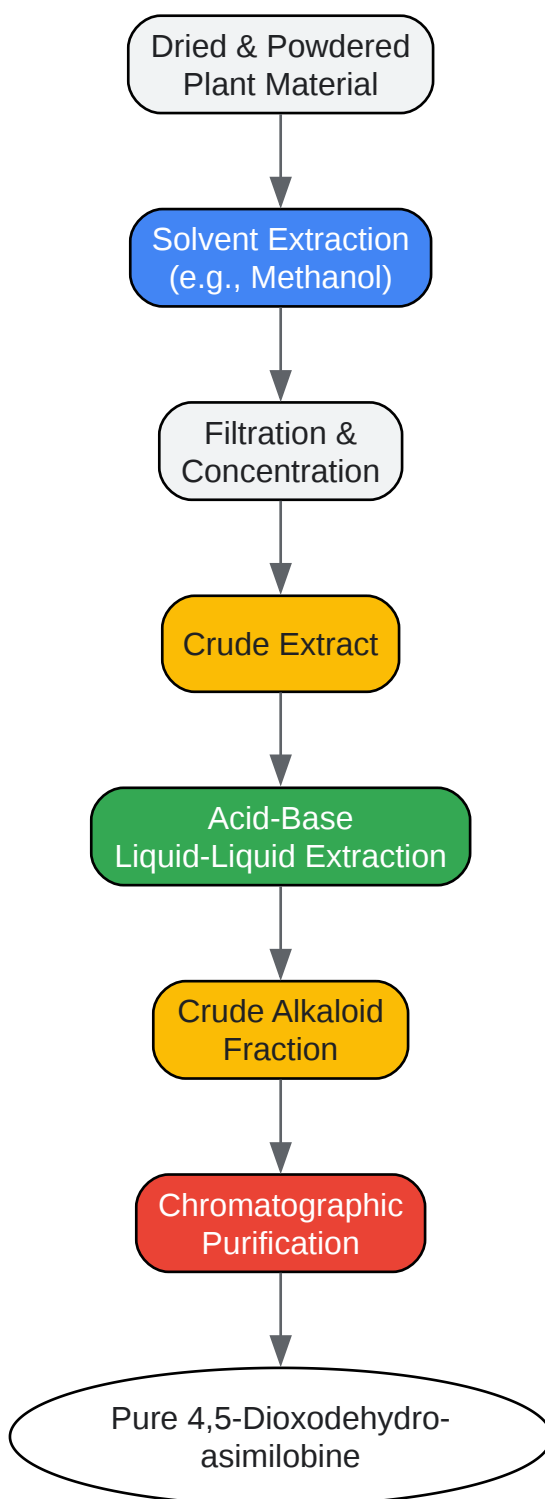 Dried & Powdered
Plant Material
Solvent Extraction
(e.g., Methanol)
Filtration &
Concentration
Crude Extract
Acid-Base
Liquid-Liquid Extraction
Crude Alkaloid
Fraction
Chromatographic
Purification
Pure 4,5-Dioxodehydro-
asimilobine